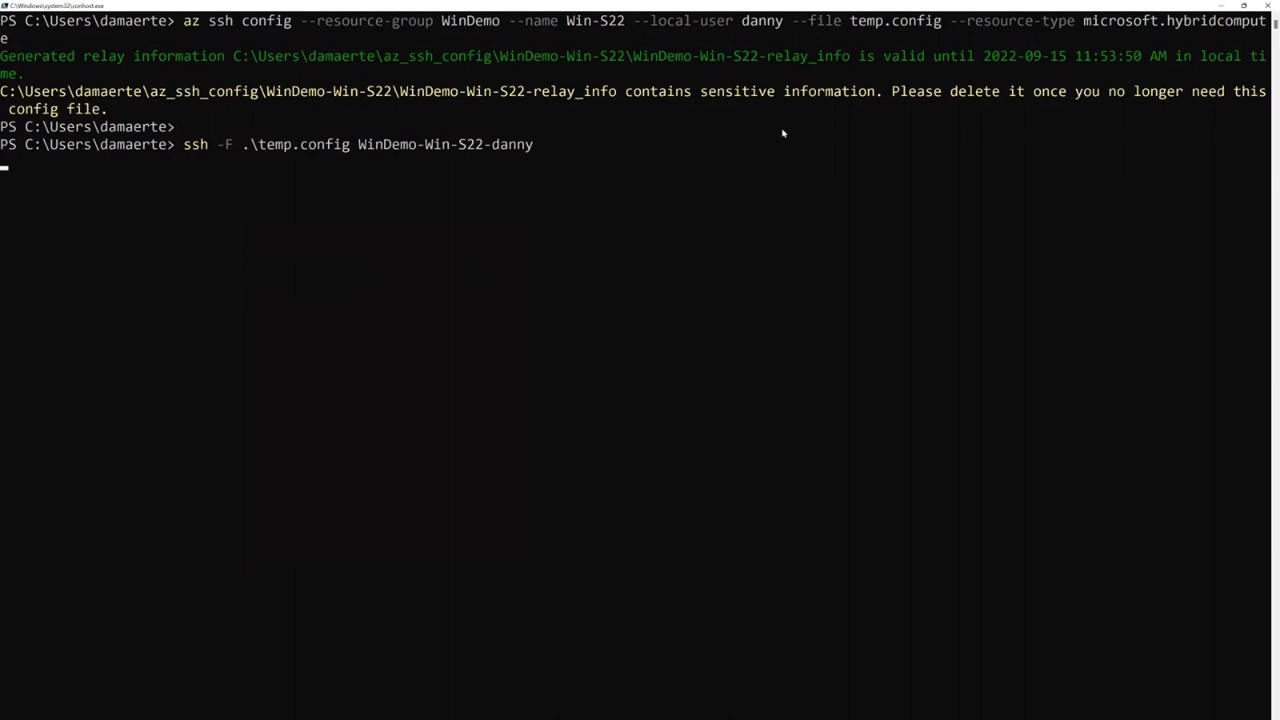 C:\Windows\system32\conhost.exe
PS C:\Users\damaerte> az ssh config --resource-group WinDemo --name Win-S22 --local-user danny --file temp.config --resource-type microsoft.hybridcomput
e
Generated relay information C:\Users\damaerte\az_ssh_config\WinDemo-Win-S22\WinDemo-Win-S22-relay_info is valid until 2022-09-15 11:53:50 AM in local ti
me.
C:\Users\damaerte\az_ssh_config\WinDemo-Win-S22\WinDemo-Win-S22-relay_info contains sensitive information. Please delete it once you no longer need this
 config file.
PS C:\Users\damaerte>
PS C:\Users\damaerte> ssh -F .\temp.config WinDemo-Win-S22-danny